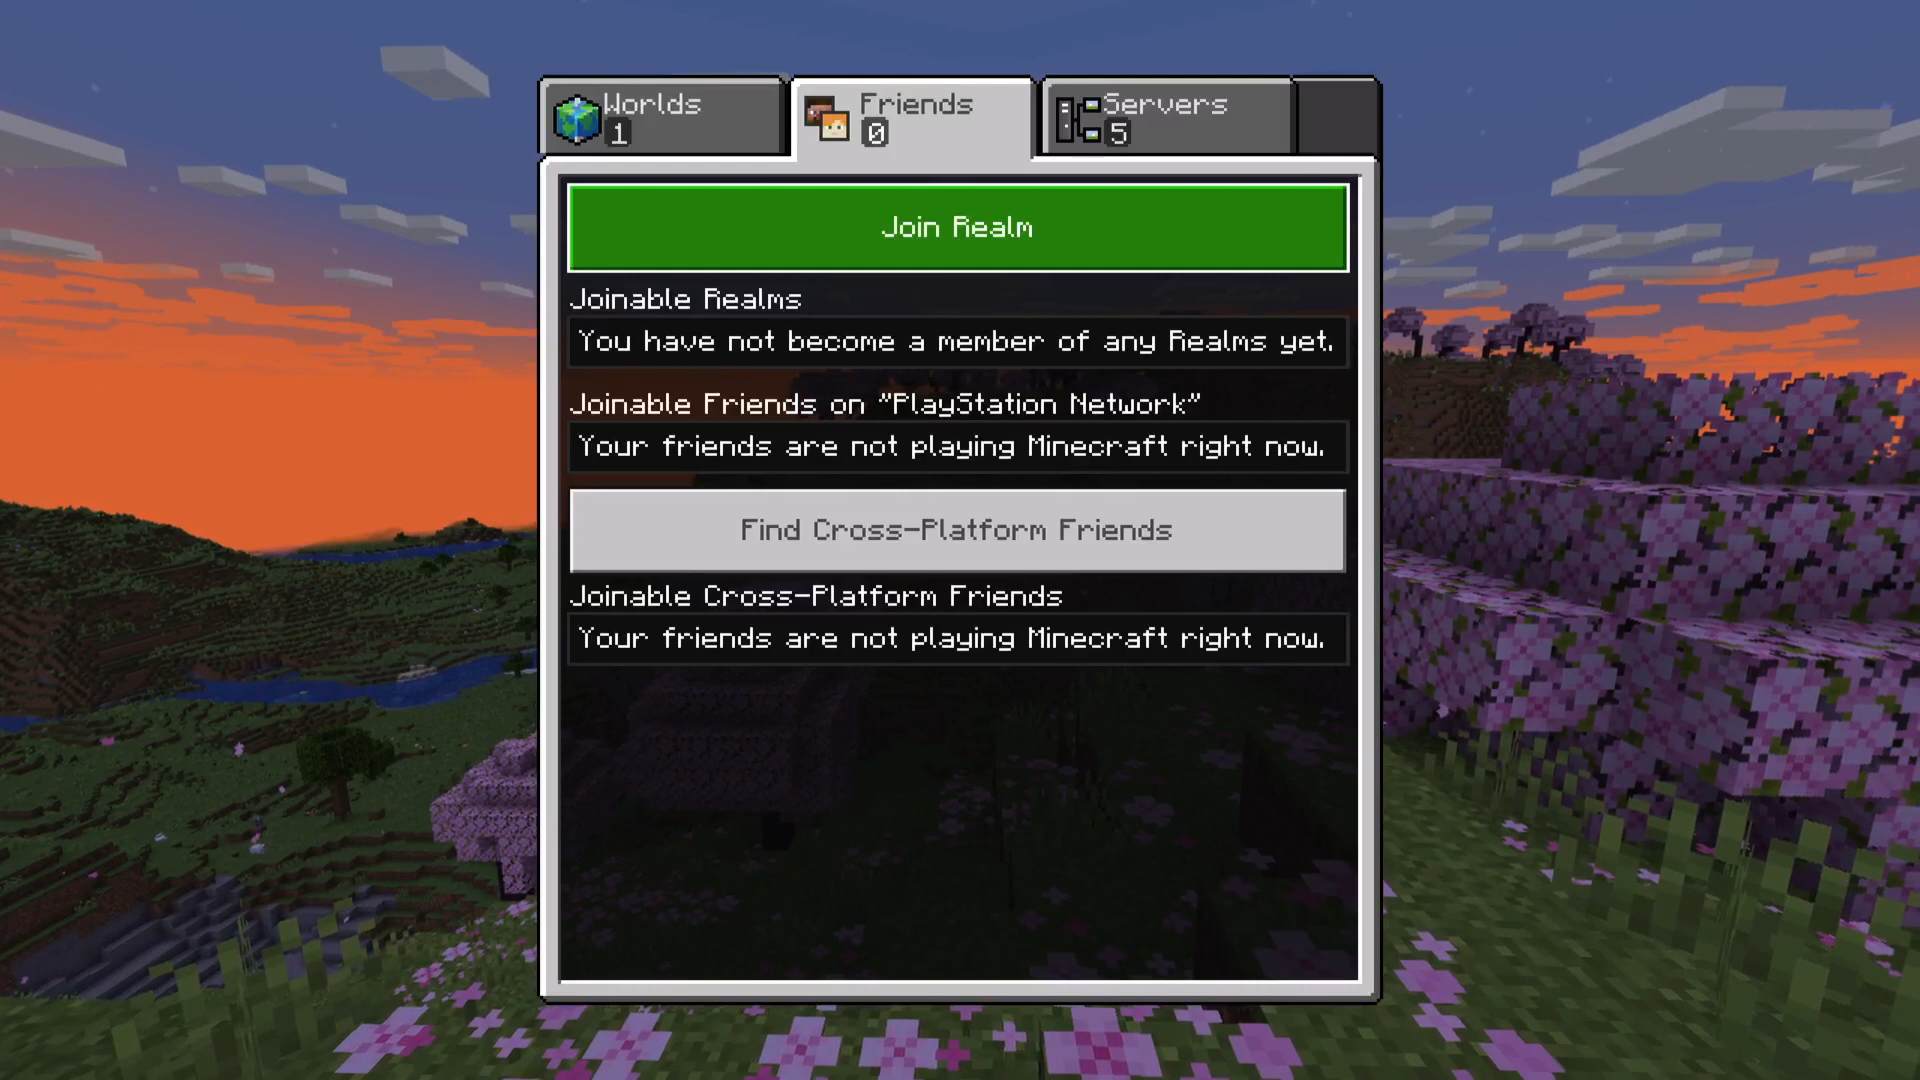 Worlds
1
Friends
0
Servers
5
Join Realm
Joinable Realms
You have not become a member of any Realms yet.
Joinable Friends on "PlayStation Network"
Your friends are not playing Minecraft right now.
Find Cross-Platform Friends
Joinable Cross-Platform Friends
Your friends are not playing Minecraft right now.